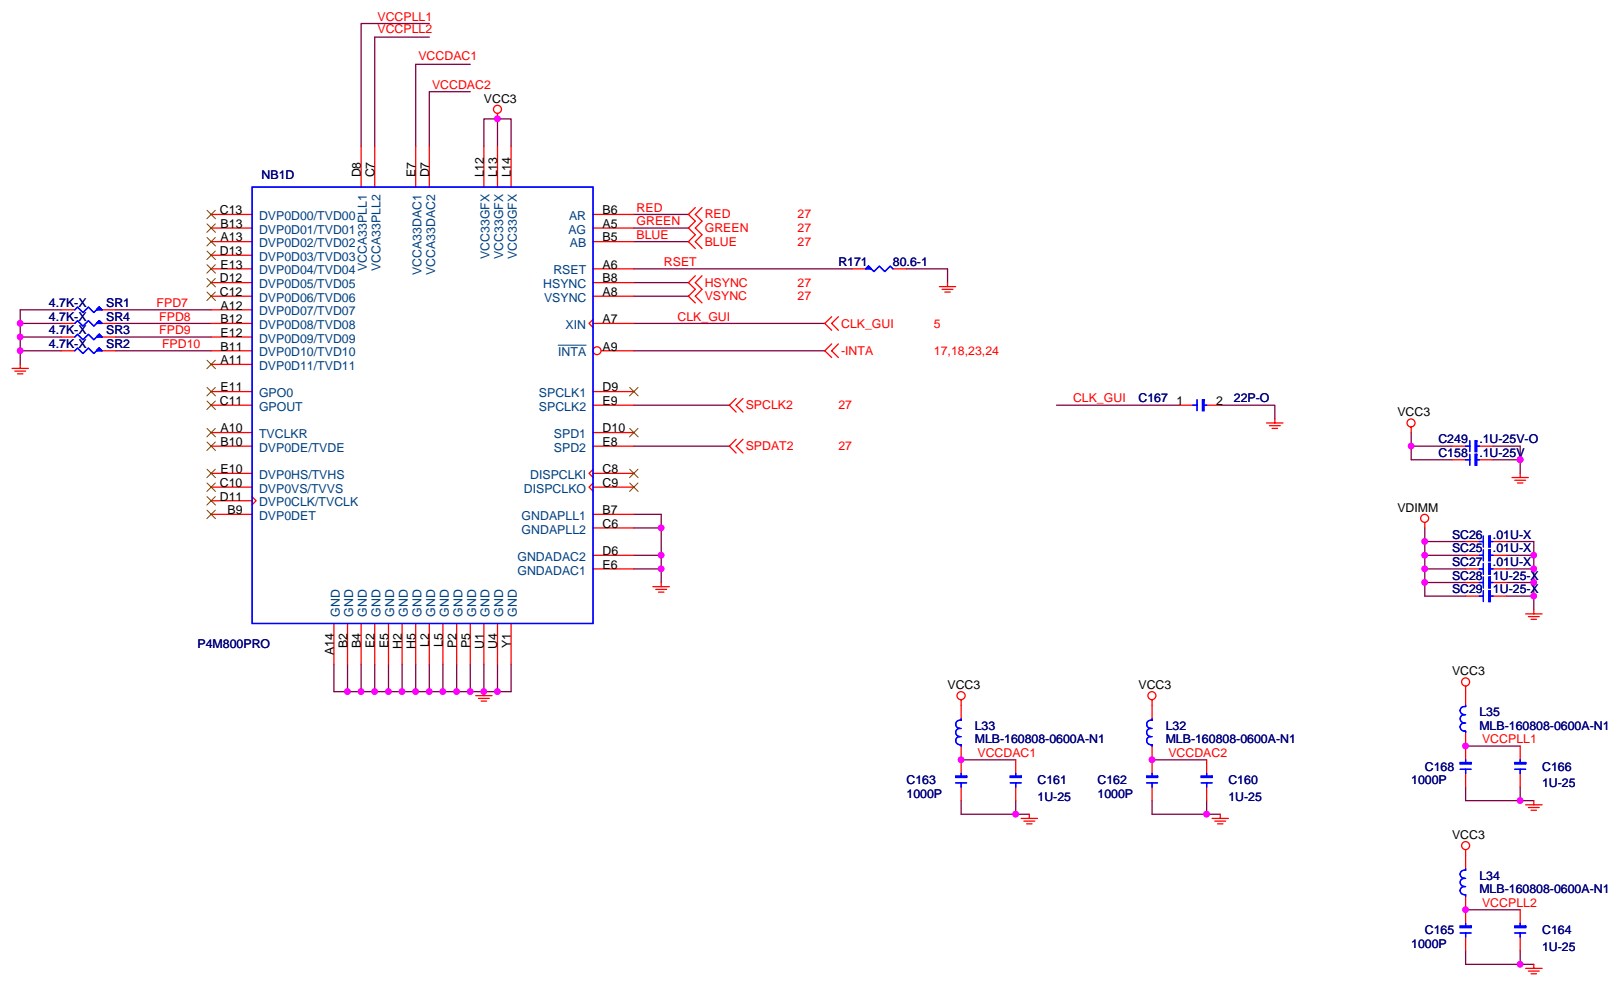 VCCPLL1
VCCPLL2
VCCDAC1
VCCDAC2
VCC3
D8 C7 E7 D7 L12 L13 L14
NB1D
VCCA33PLL1
VCCA33PLL2
VCCA33DAC1
VCCA33DAC2
VCC33GFX
VCC33GFX
VCC33GFX
C13 DVP0D00/TVD00
B13 DVP0D01/TVD01
A13 DVP0D02/TVD02
D13 DVP0D03/TVD03
E13 DVP0D04/TVD04
D12 DVP0D05/TVD05
C12 DVP0D06/TVD06
4.7K-X SR1 FPD7 A12 DVP0D07/TVD07
4.7K-X SR4 FPD8 B12 DVP0D08/TVD08
4.7K-X SR3 FPD9 E12 DVP0D09/TVD09
4.7K-X SR2 FPD10 B11 DVP0D10/TVD10
A11 DVP0D11/TVD11
E11 GPO0
C11 GPOUT
A10 TVCLKR
B10 DVP0DE/TVDE
E10 DVP0HS/TVHS
C10 DVP0VS/TVVS
D11 DVP0CLK/TVCLK
B9 DVP0DET
AR B6 RED RED 27
AG A5 GREEN GREEN 27
AB B5 BLUE BLUE 27
RSET A6 RSET R171 80.6-1
HSYNC B8 HSYNC 27
VSYNC A8 VSYNC 27
XIN A7 CLK_GUI CLK_GUI 5
INTA A9 -INTA 17,18,23,24
SPCLK1 D9
SPCLK2 E9 SPCLK2 27
SPD1 D10
SPD2 E8 SPDAT2 27
DISPCLKI C8
DISPCLKO C9
GNDAPLL1 B7
GNDAPLL2 C6
GNDADAC2 D6
GNDADAC1 E6
GND GND GND GND GND GND GND GND GND GND GND GND GND GND
A14 B2 B4 E2 E5 H2 H5 L2 L5 P2 P5 U1 U4 Y1
P4M800PRO
CLK_GUI C167 1 2 22P-O
VCC3
C249 .1U-25V-O
C158 .1U-25V
VDIMM
SC26 .01U-X
SC25 .01U-X
SC27 .01U-X
SC28 1U-25-X
SC29 1U-25-X
VCC3
L33
MLB-160808-0600A-N1
VCCDAC1
C163 C161
1000P 1U-25
VCC3
L32
MLB-160808-0600A-N1
VCCDAC2
C162 C160
1000P 1U-25
VCC3
L35
MLB-160808-0600A-N1
VCCPLL1
C168 C166
1000P 1U-25
VCC3
L34
MLB-160808-0600A-N1
VCCPLL2
C165 C164
1000P 1U-25